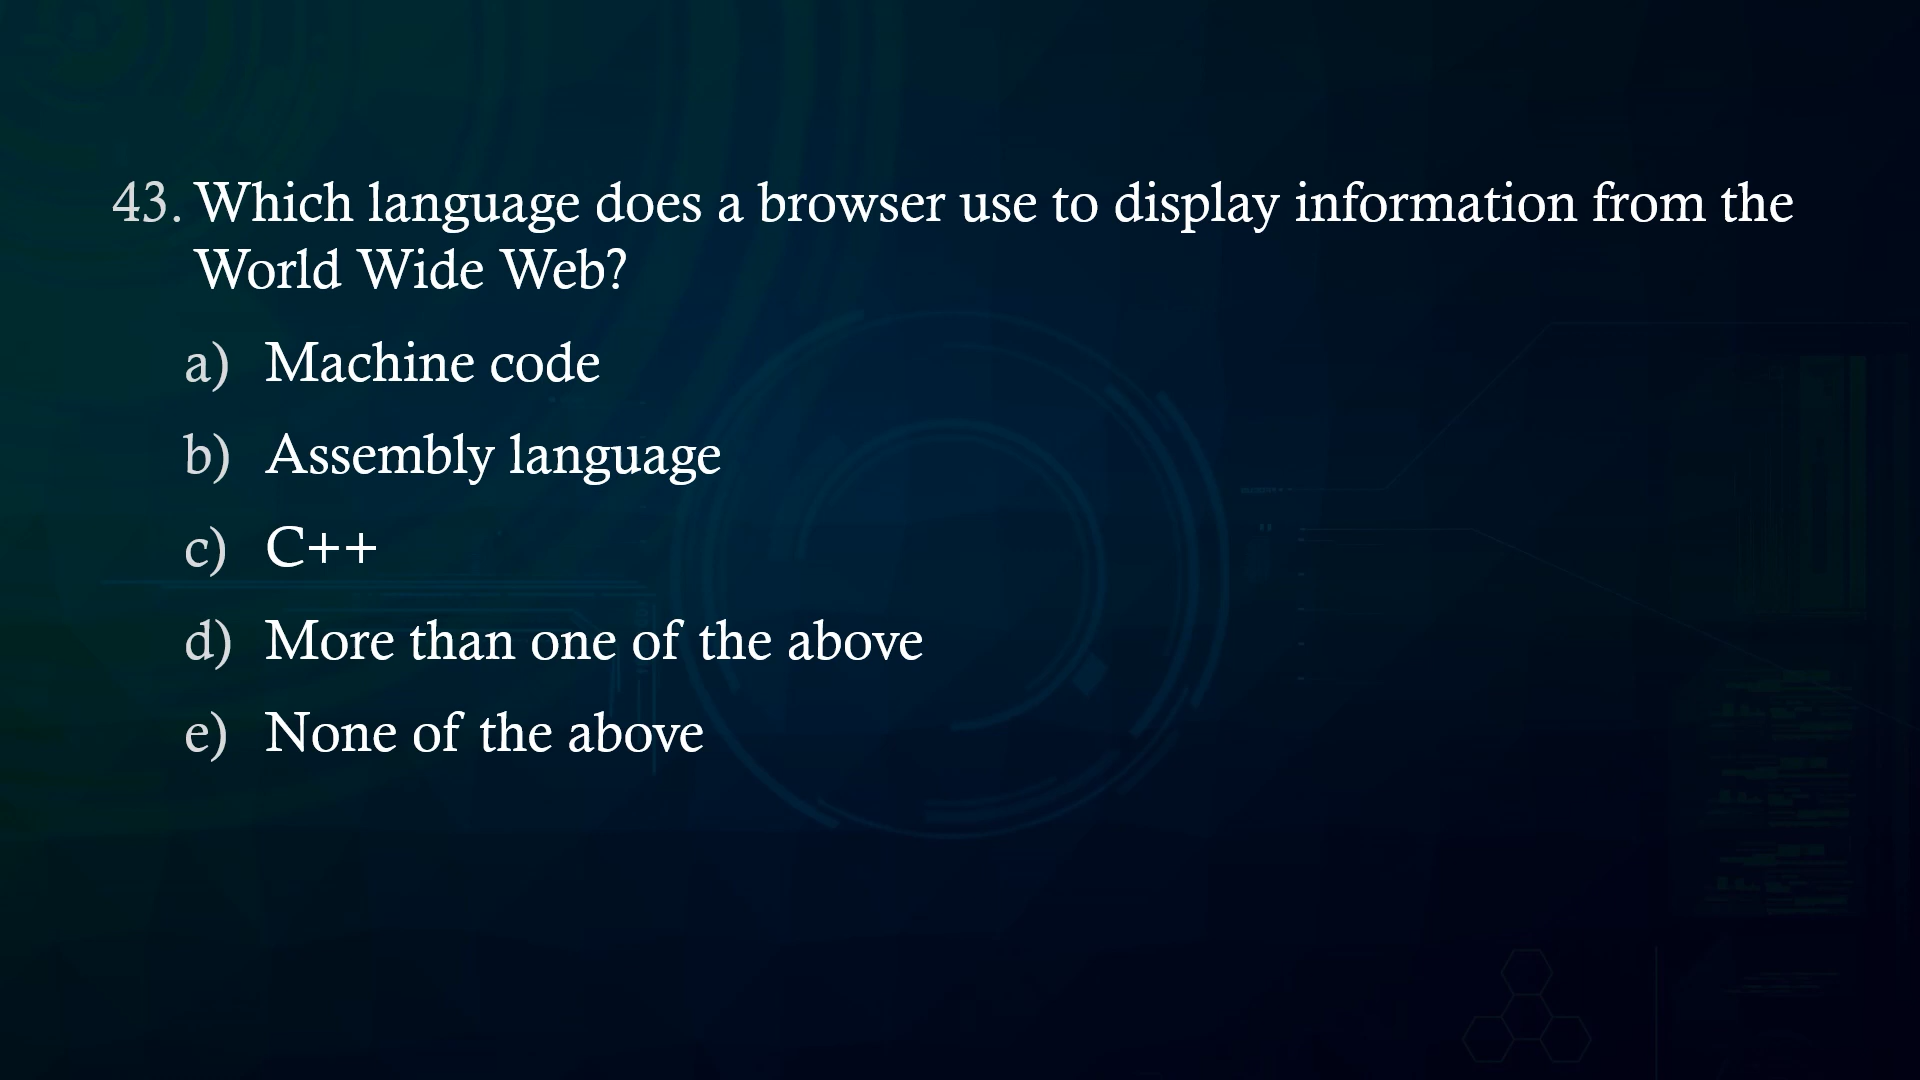 43. Which language does a browser use to display information from the
World Wide Web?
a) Machine code
b) Assembly language
c) C++
d) More than one of the above
e) None of the above